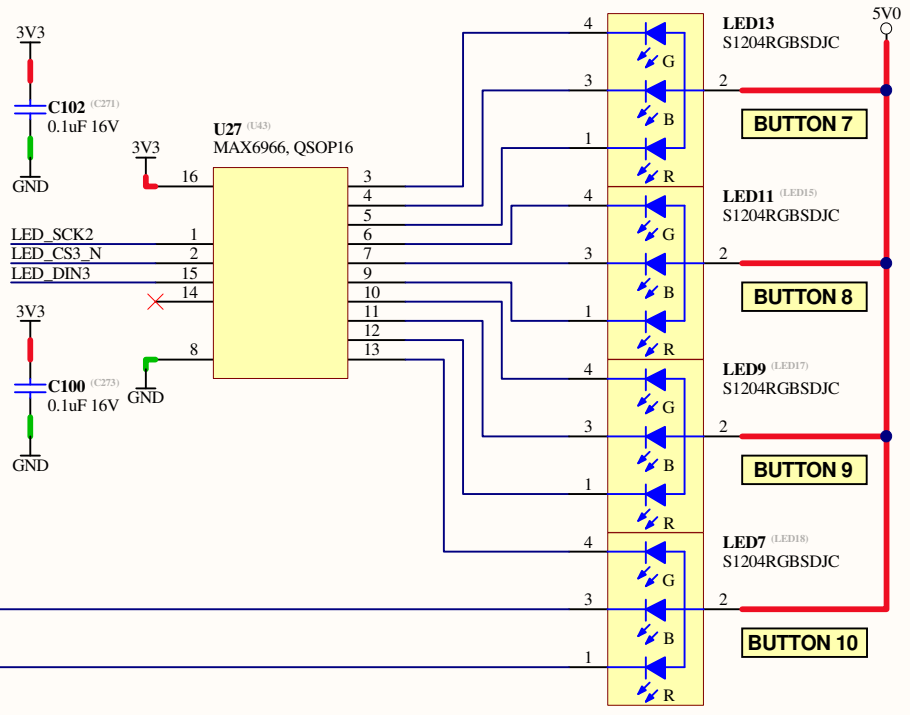 3V3
C102 (C271)
0.1uF 16V
GND
3V3
U27 (U43)
MAX6966, QSOP16
16
1
2
15
14
8
3
4
5
6
7
9
10
11
12
13
LED_SCK2
LED_CS3_N
LED_DIN3
3V3
C100 (C273)
0.1uF 16V
GND
GND
5V0
LED13
S1204RGBSDJC
4
3
1
2
G
B
R
BUTTON 7
LED11 (LED15)
S1204RGBSDJC
4
3
1
2
G
B
R
BUTTON 8
LED9 (LED17)
S1204RGBSDJC
4
3
1
2
G
B
R
BUTTON 9
LED7 (LED18)
S1204RGBSDJC
4
3
1
2
G
B
R
BUTTON 10